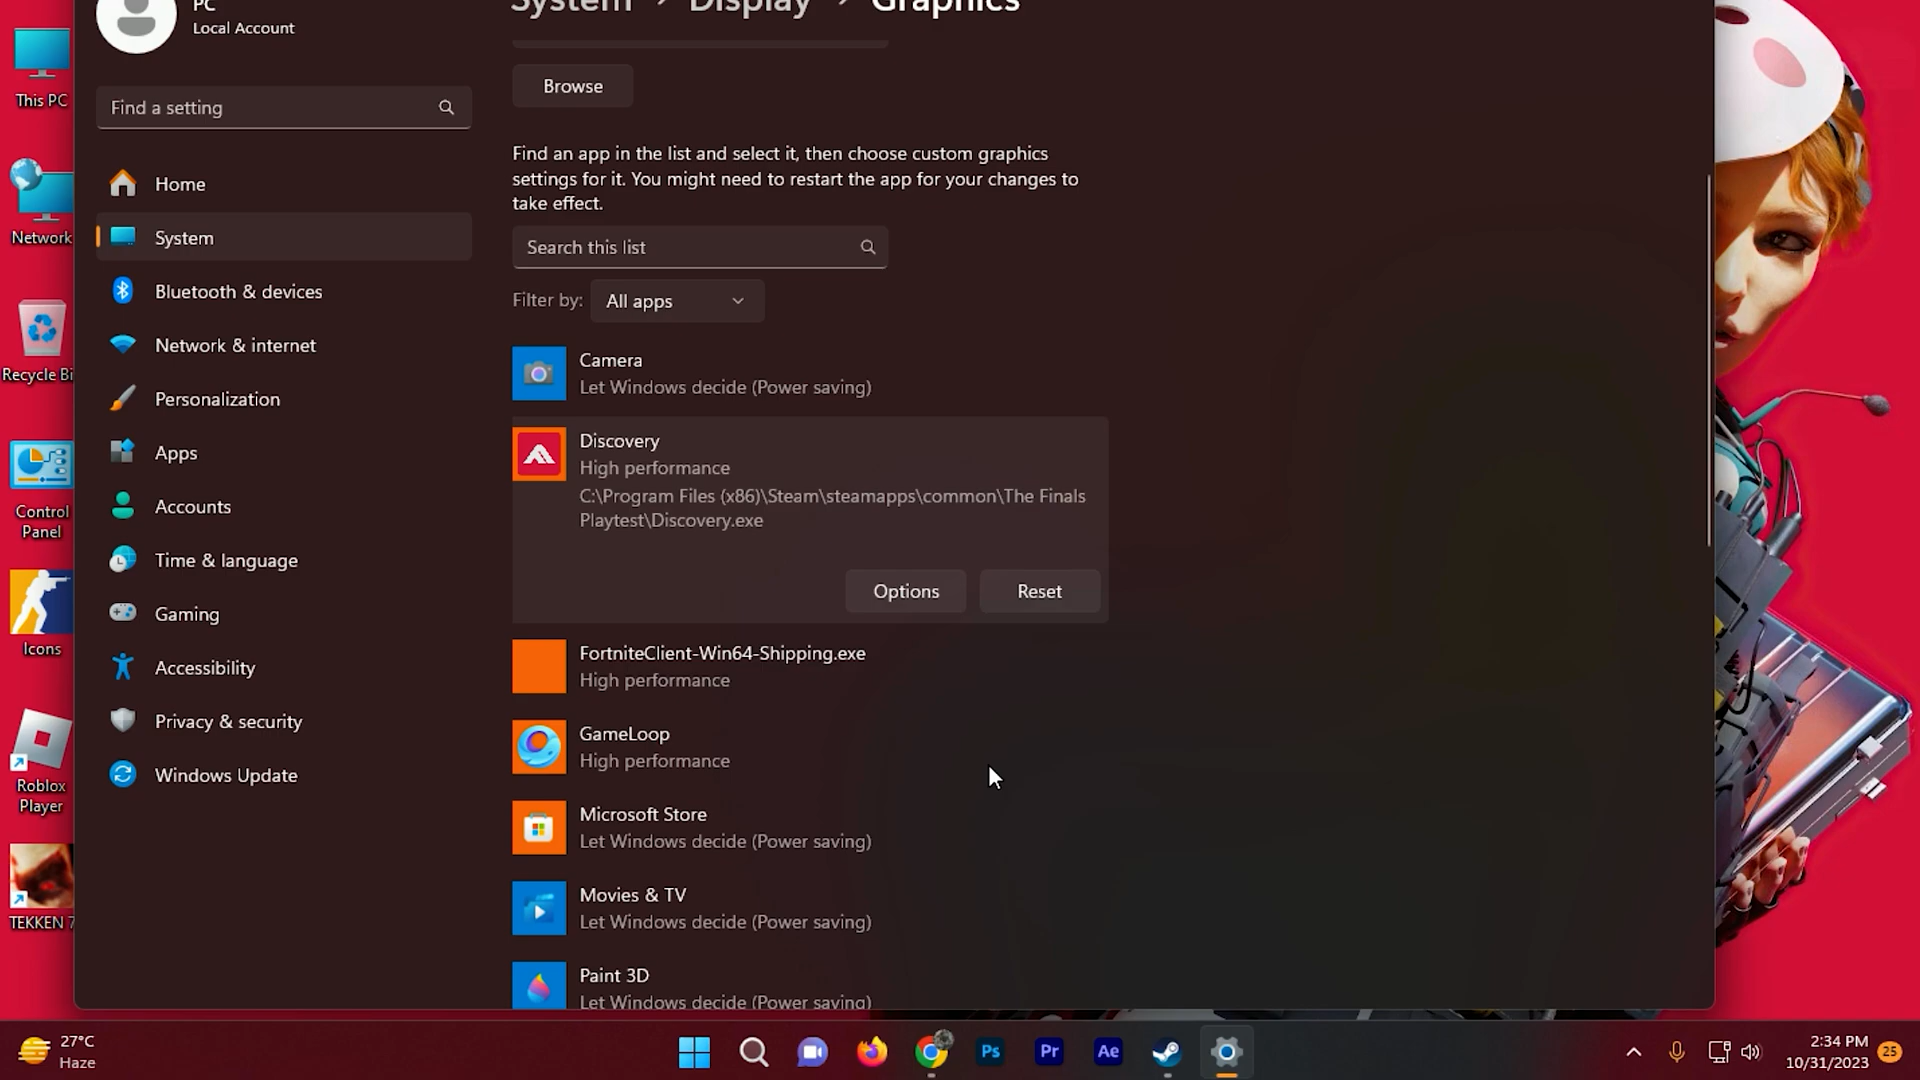 PC
Local Account
System > Display > Graphics
Browse
Find a setting
Find an app in the list and select it, then choose custom graphics
settings for it. You might need to restart the app for your changes to
take effect.
Search this list
Filter by: All apps
Home
System
Bluetooth & devices
Network & internet
Personalization
Apps
Accounts
Time & language
Gaming
Accessibility
Privacy & security
Windows Update
Camera
Let Windows decide (Power saving)
Discovery
High performance
C:\Program Files (x86)\Steam\steamapps\common\The Finals
Playtest\Discovery.exe
Options
Reset
FortniteClient-Win64-Shipping.exe
High performance
GameLoop
High performance
Microsoft Store
Let Windows decide (Power saving)
Movies & TV
Let Windows decide (Power saving)
Paint 3D
Let Windows decide (Power saving)
This PC
Network
Recycle Bi
Control
Panel
Icons
Roblox
Player
TEKKEN 7
27°C
Haze
Ps
Pr
Ae
2:34 PM
10/31/2023
25